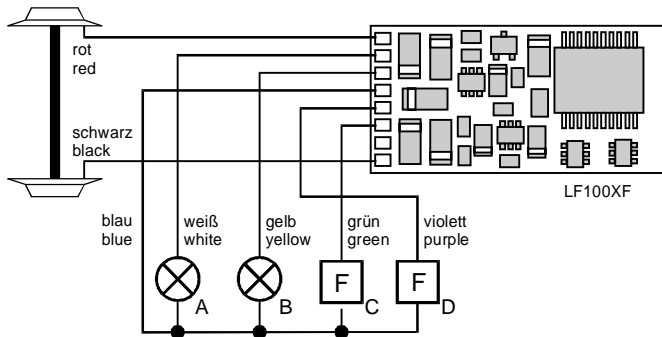 rot
red
schwarz
black
LF100XF
blau
blue
weiß
white
gelb
yellow
grün
green
violett
purple
A
B
F
C
F
D